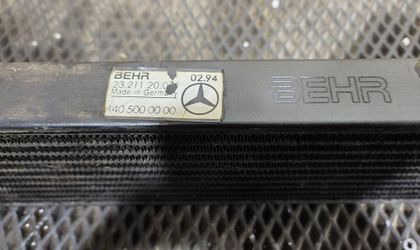 BEHR 02.94
23.211 20.0
Made in Germany
140 500 00 00
BEHR